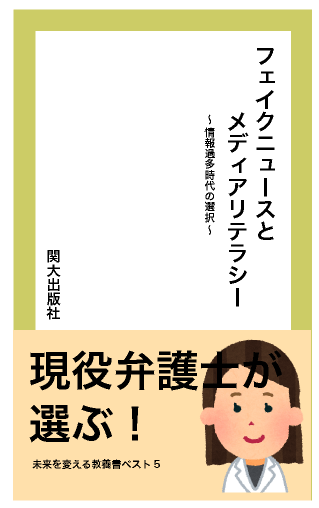 フェイクニュースと
メディアリテラシー
～情報過多時代の選択～
関大出版社
現役弁護士が
選ぶ！
未来を変える教養書ベスト５